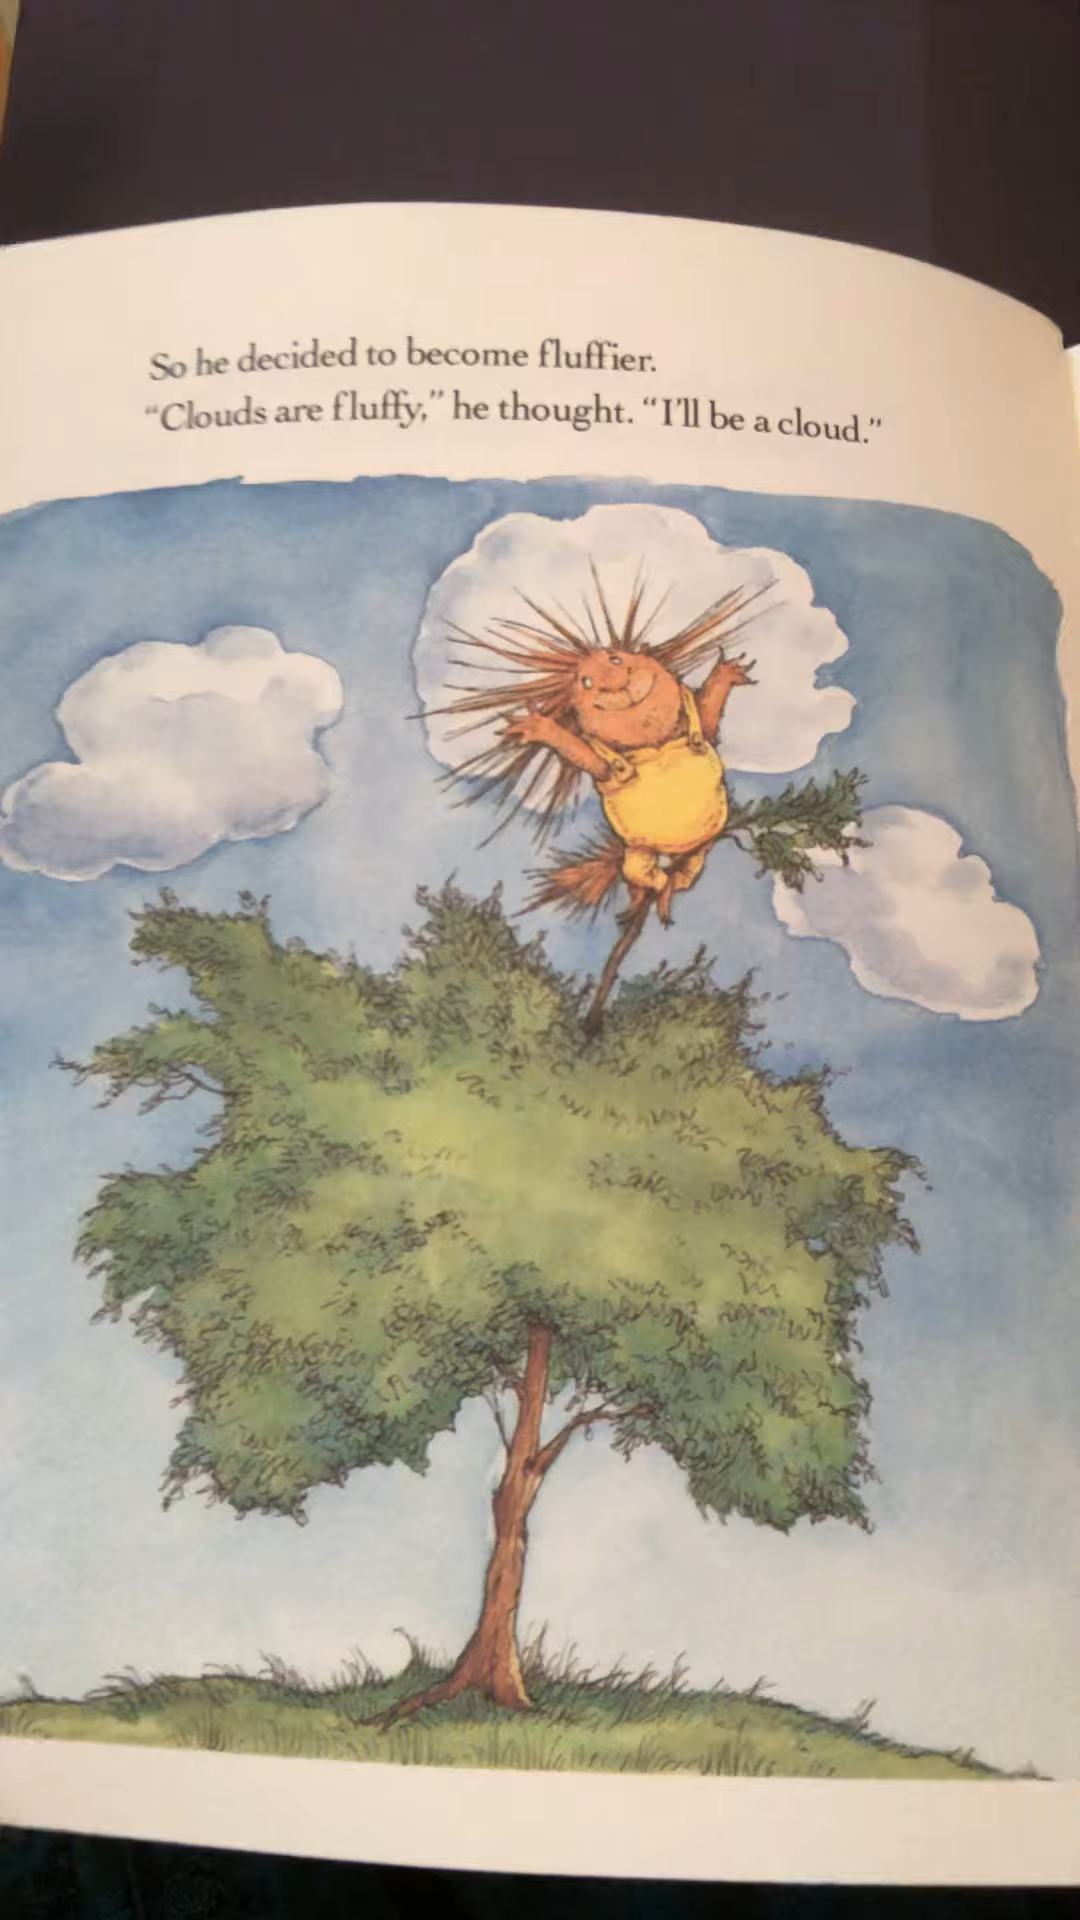 So he decided to become fluffier.
“Clouds are fluffy,” he thought. “I’ll be a cloud.”